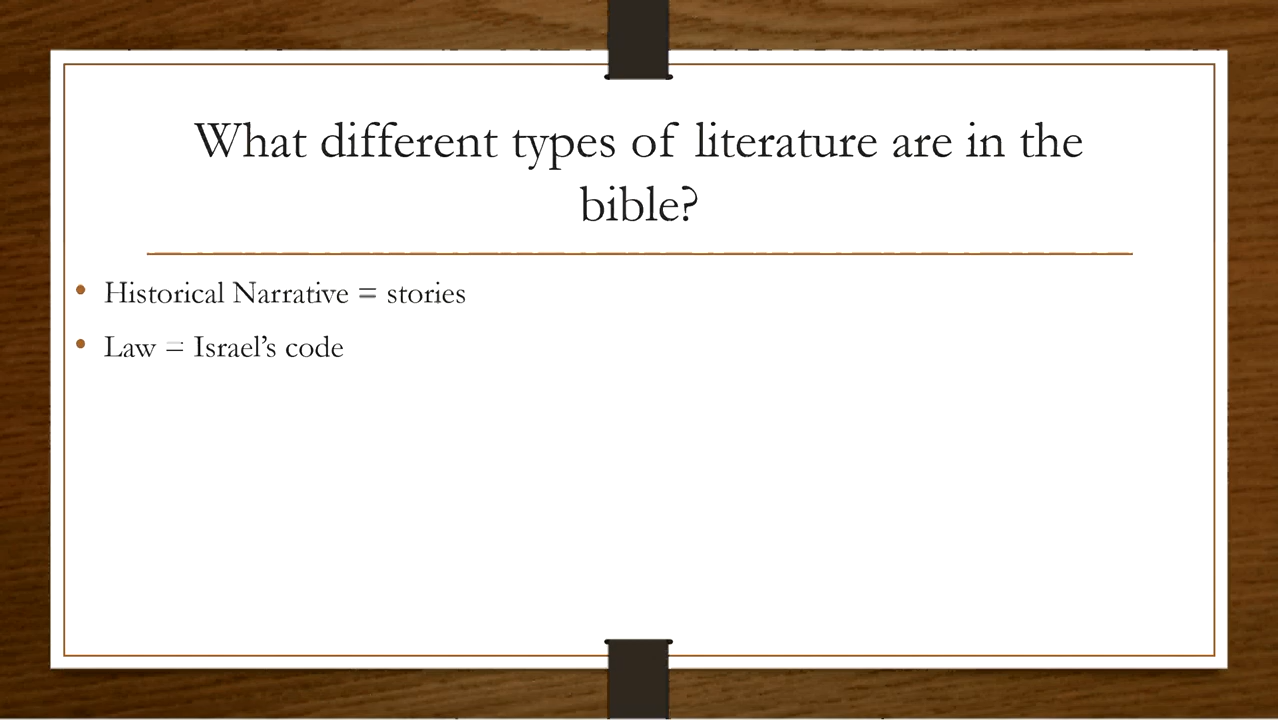 What different types of literature are in the
bible?
• Historical Narrative = stories
• Law = Israel’s code